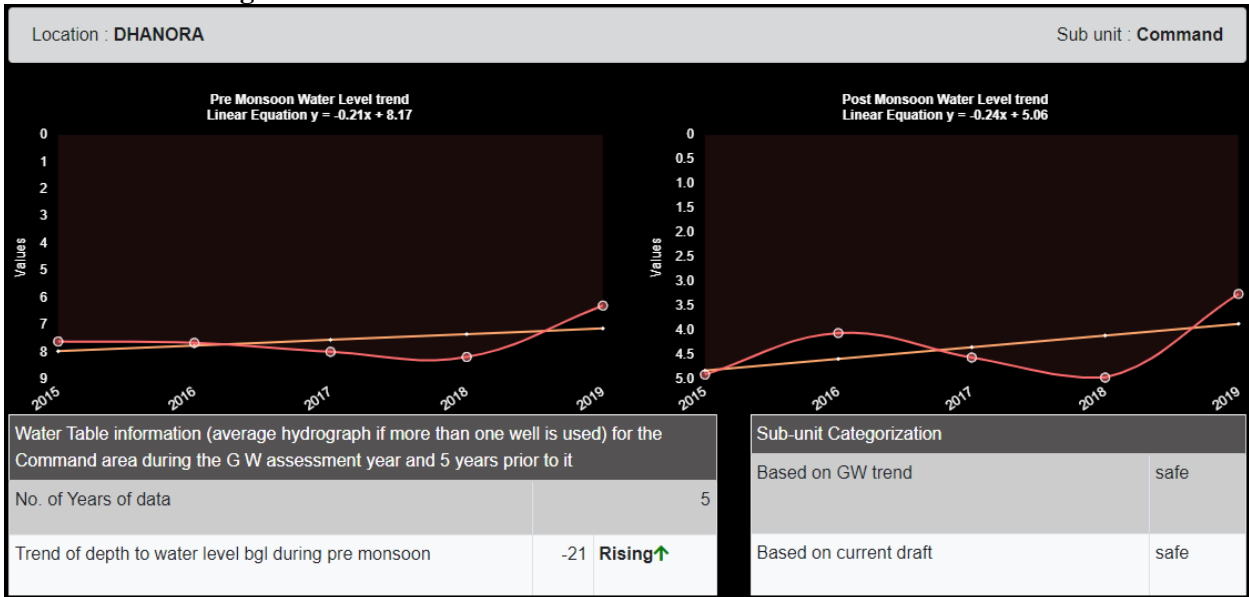 Location : DHANORA
Sub unit : Command
Pre Monsoon Water Level trend
Linear Equation y = -0.21x + 8.17
0
1
2
3
4
5
6
7
8
9
Values
2015
2016
2017
2018
2019
Post Monsoon Water Level trend
Linear Equation y = -0.24x + 5.06
0
0.5
1.0
1.5
2.0
2.5
3.0
3.5
4.0
4.5
5.0
Values
2015
2016
2017
2018
2019
Water Table information (average hydrograph if more than one well is used) for the
Command area during the G W assessment year and 5 years prior to it
No. of Years of data 5
Trend of depth to water level bgl during pre monsoon -21 Rising↑
Sub-unit Categorization
Based on GW trend safe
Based on current draft safe